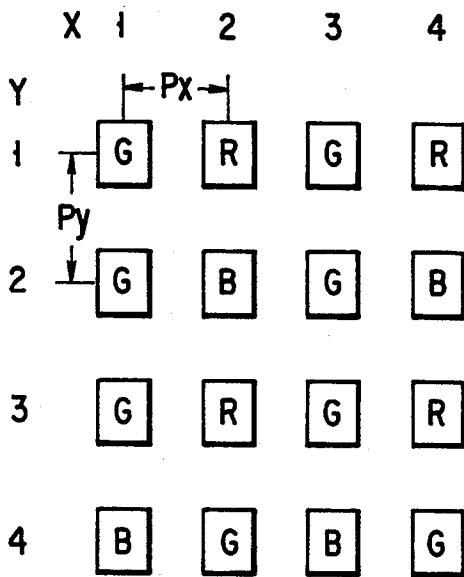 X 1 2 3 4
Y
Px
1 G R G R
Py
2 G B G B
3 G R G R
4 B G B G